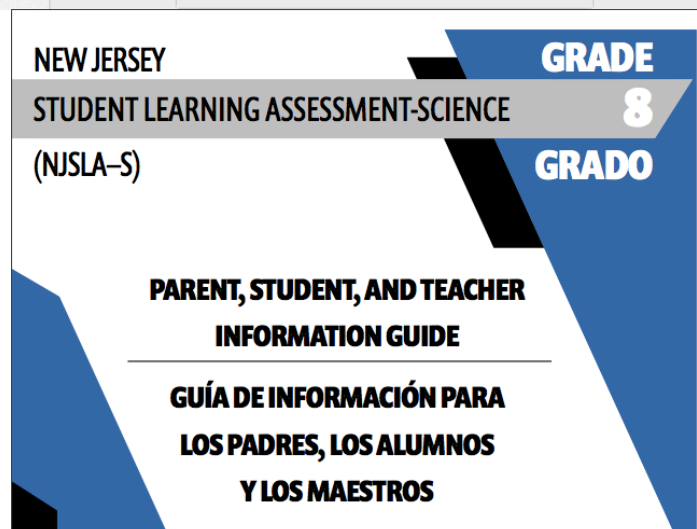 NEW JERSEY
STUDENT LEARNING ASSESSMENT-SCIENCE
(NJSLA–S)
GRADE
8
GRADO
PARENT, STUDENT, AND TEACHER
INFORMATION GUIDE
GUÍA DE INFORMACIÓN PARA
LOS PADRES, LOS ALUMNOS
Y LOS MAESTROS